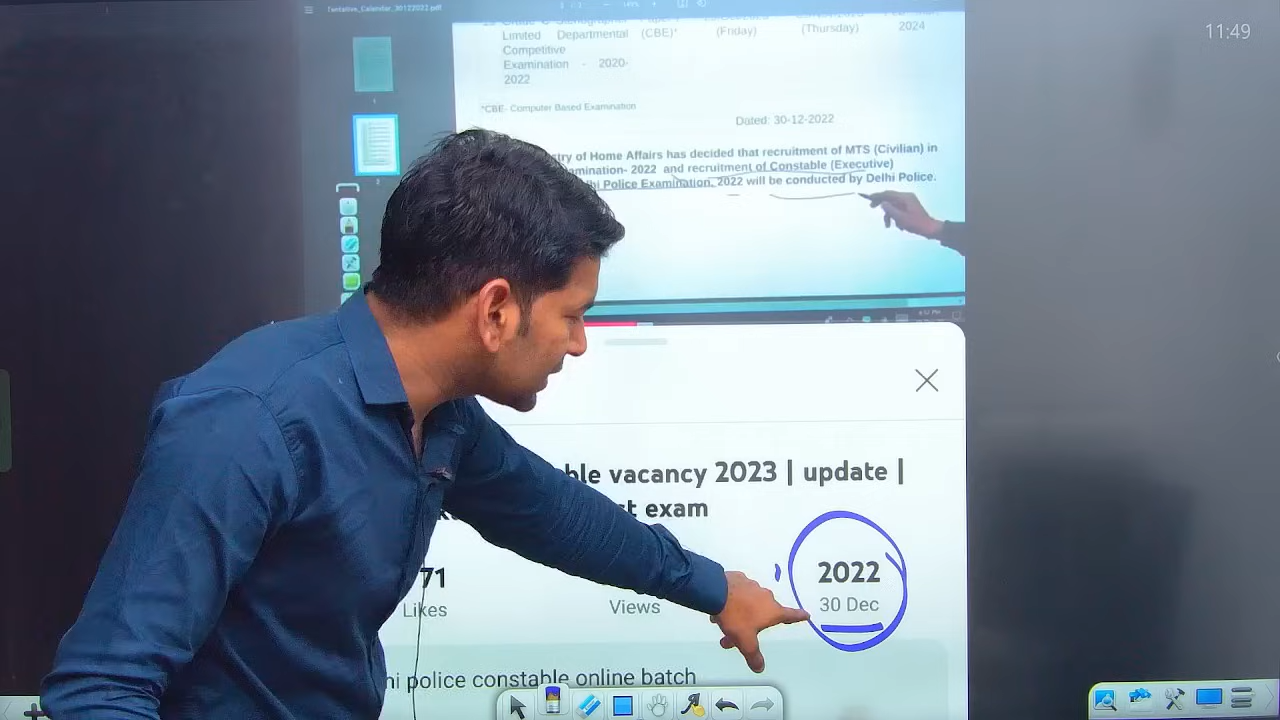 Tentative_Calendar_30122022.pdf
11:49
Limited Departmental (CBE)* (Friday) (Thursday) 2024
Competitive
Examination - 2020-
2022
*CBE- Computer Based Examination
Dated: 30-12-2022
try of Home Affairs has decided that recruitment of MTS (Civilian) in
amination- 2022 and recruitment of Constable (Executive)
hi Police Examination, 2022 will be conducted by Delhi Police.
ble vacancy 2023 | update |
st exam
71
Likes
Views
2022
30 Dec
hi police constable online batch